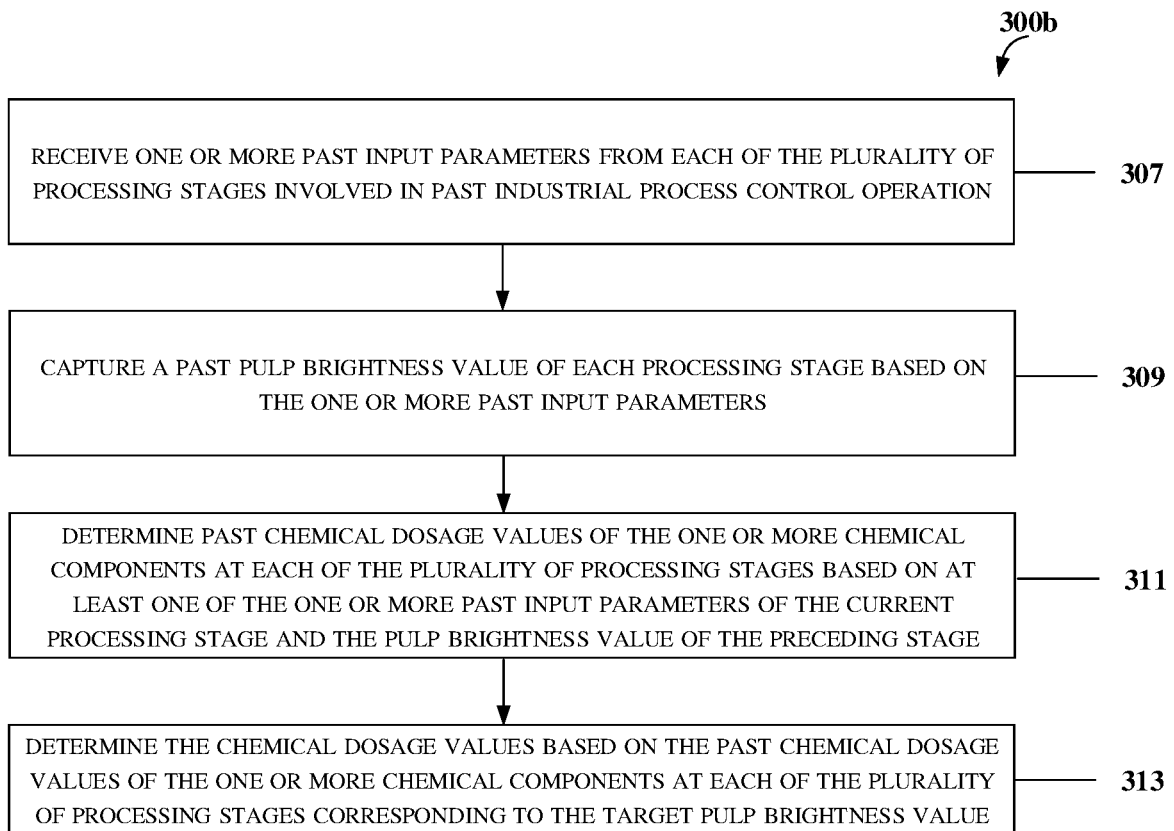 300b
RECEIVE ONE OR MORE PAST INPUT PARAMETERS FROM EACH OF THE PLURALITY OF
PROCESSING STAGES INVOLVED IN PAST INDUSTRIAL PROCESS CONTROL OPERATION
307
CAPTURE A PAST PULP BRIGHTNESS VALUE OF EACH PROCESSING STAGE BASED ON
THE ONE OR MORE PAST INPUT PARAMETERS
309
DETERMINE PAST CHEMICAL DOSAGE VALUES OF THE ONE OR MORE CHEMICAL
COMPONENTS AT EACH OF THE PLURALITY OF PROCESSING STAGES BASED ON AT
LEAST ONE OF THE ONE OR MORE PAST INPUT PARAMETERS OF THE CURRENT
PROCESSING STAGE AND THE PULP BRIGHTNESS VALUE OF THE PRECEDING STAGE
311
DETERMINE THE CHEMICAL DOSAGE VALUES BASED ON THE PAST CHEMICAL DOSAGE
VALUES OF THE ONE OR MORE CHEMICAL COMPONENTS AT EACH OF THE PLURALITY
OF PROCESSING STAGES CORRESPONDING TO THE TARGET PULP BRIGHTNESS VALUE
313